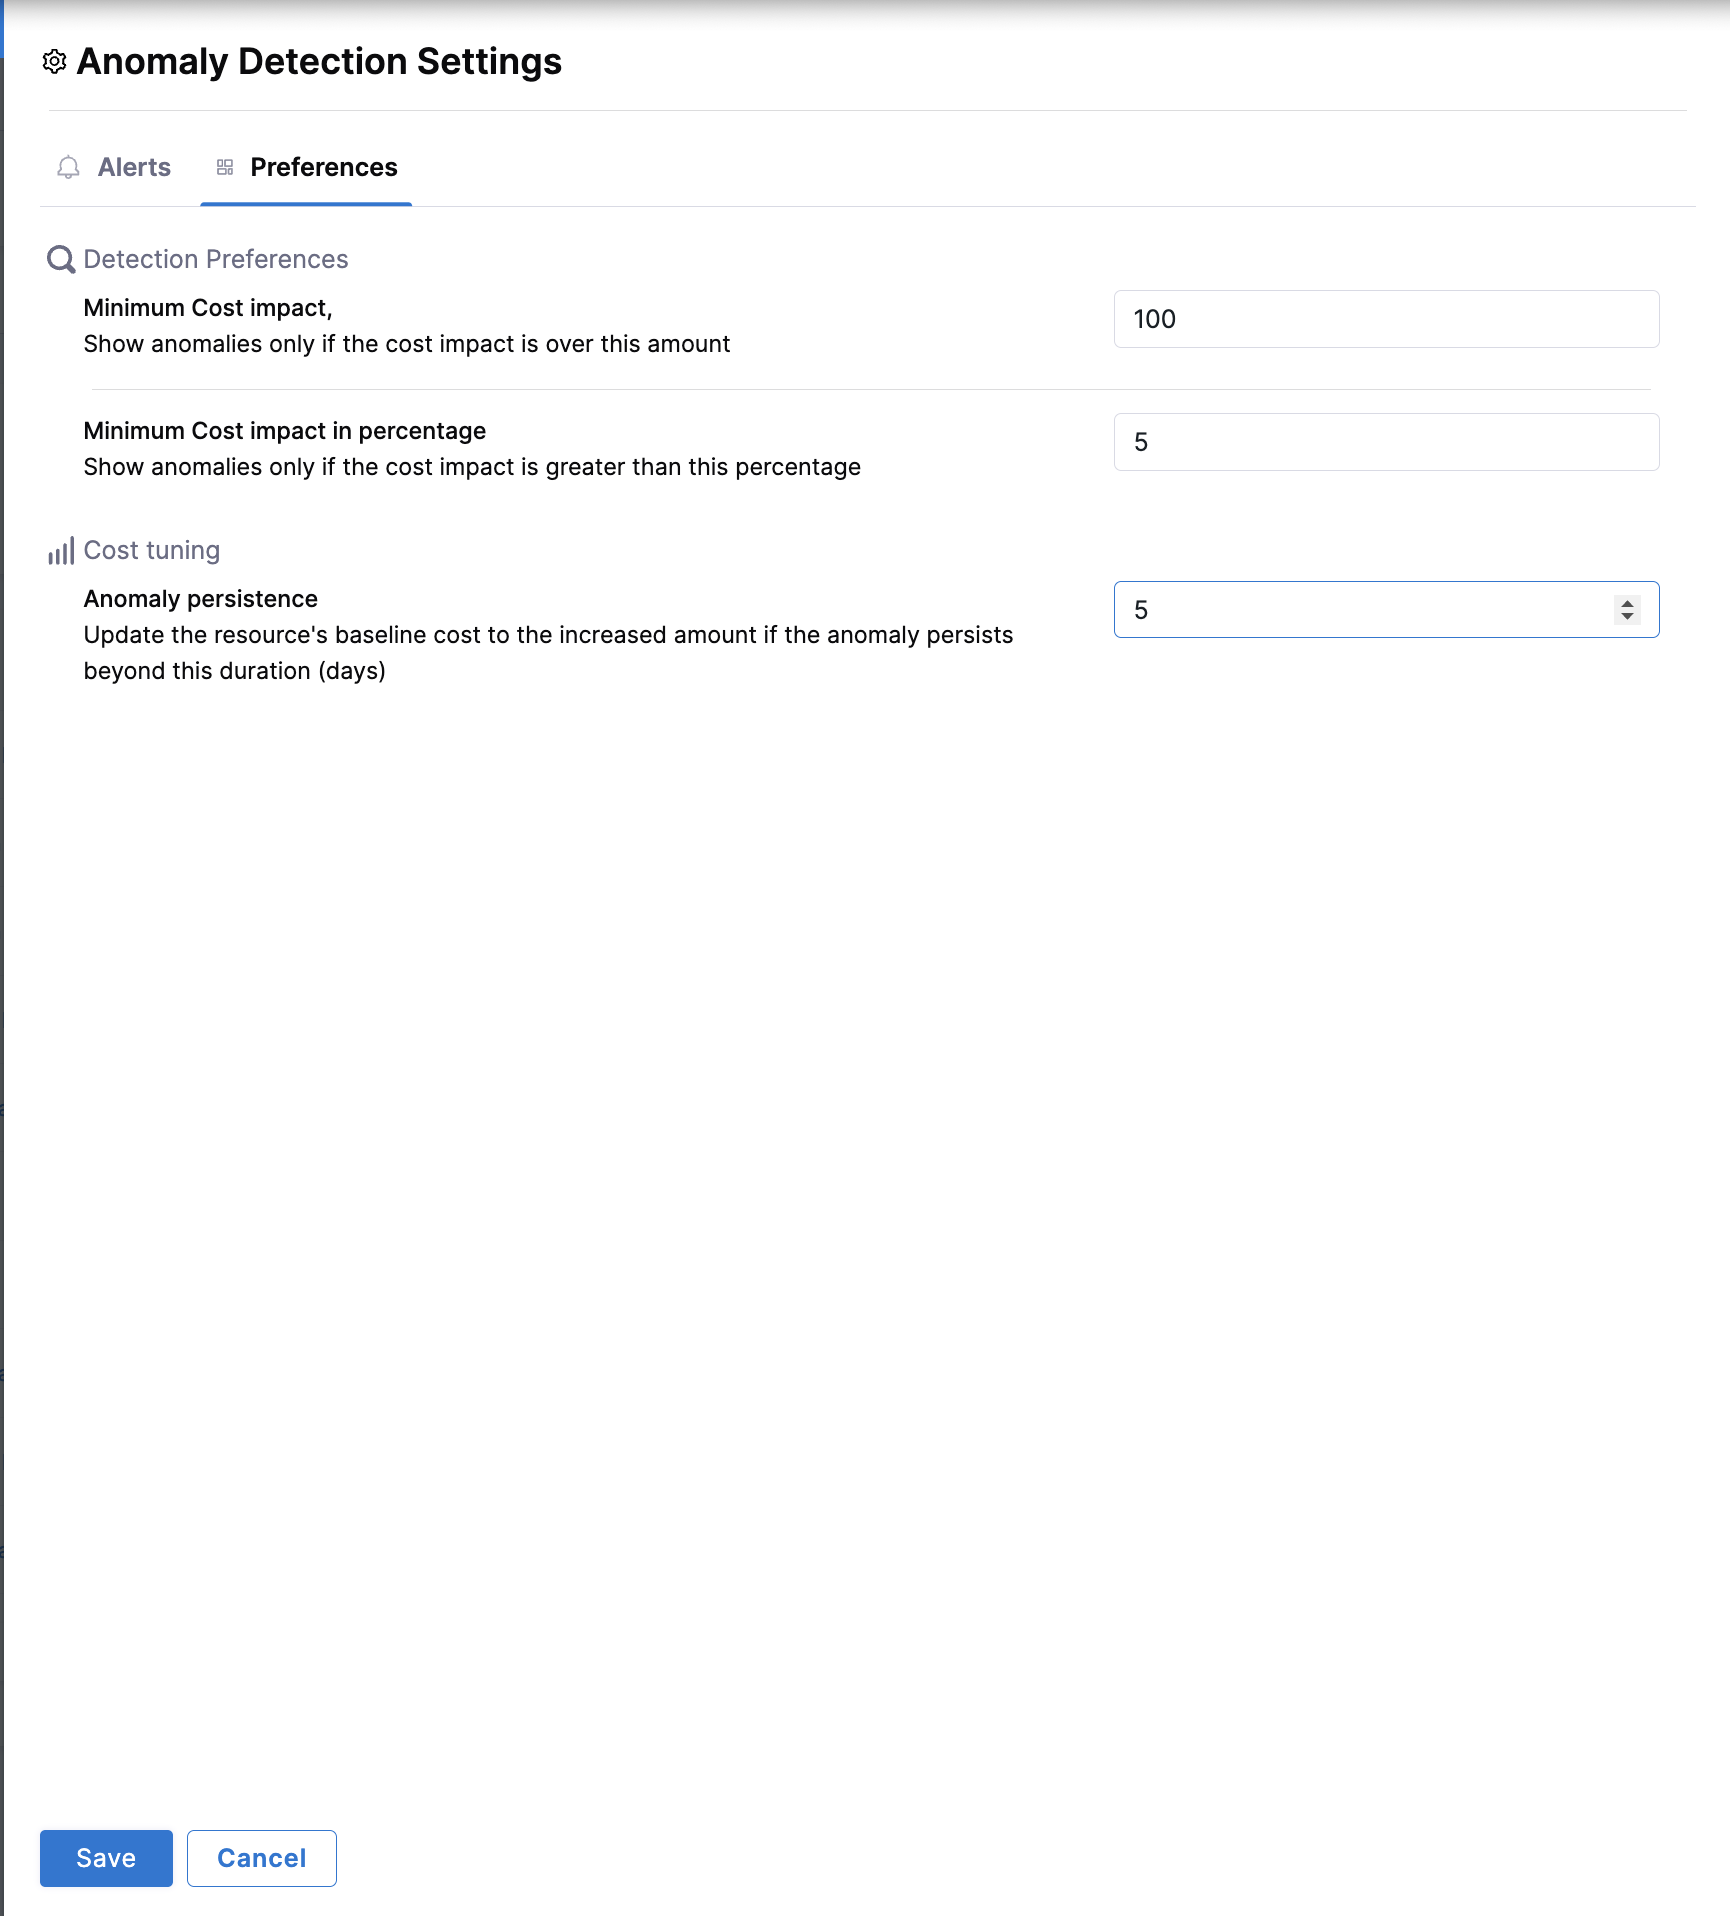 Anomaly Detection Settings
Alerts
Preferences
Detection Preferences
Minimum Cost impact,
Show anomalies only if the cost impact is over this amount
100
Minimum Cost impact in percentage
Show anomalies only if the cost impact is greater than this percentage
5
Cost tuning
Anomaly persistence
Update the resource's baseline cost to the increased amount if the anomaly persists
beyond this duration (days)
5
Save
Cancel